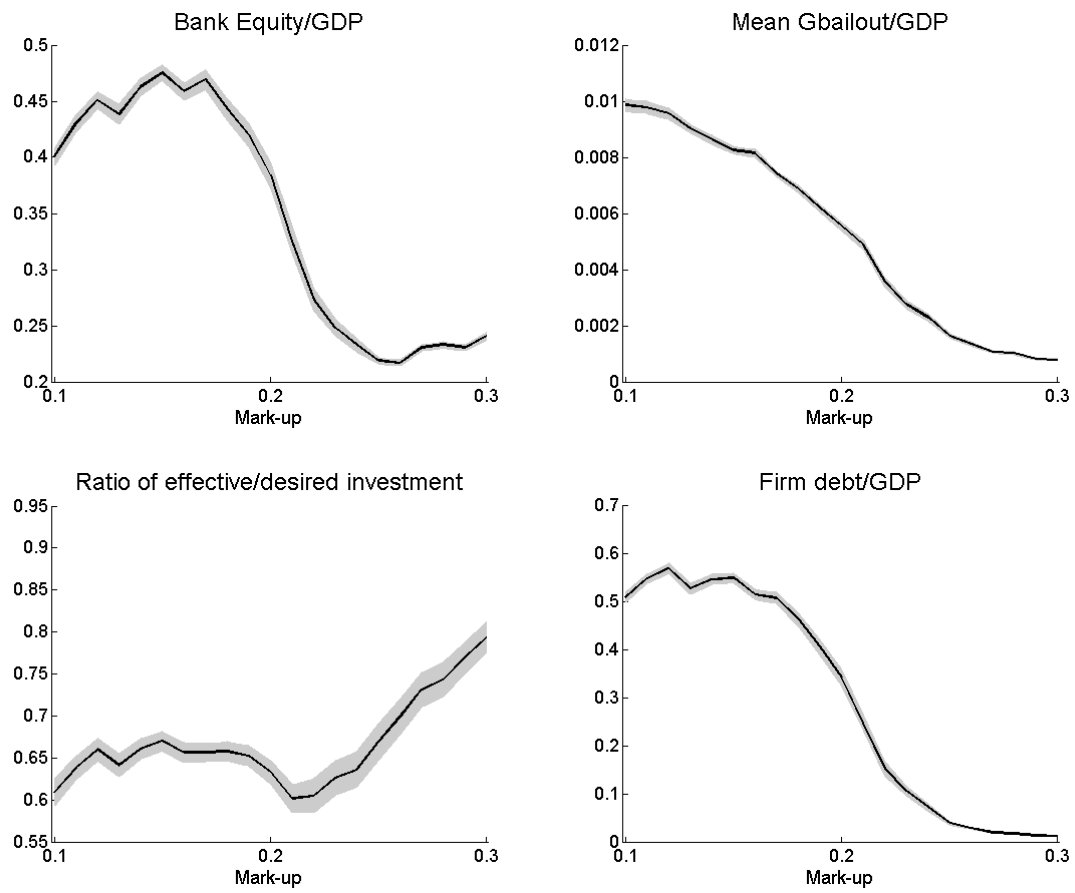 Bank Equity/GDP
0.5
0.45
0.4
0.35
0.3
0.25
0.2
0.1 0.2 0.3
Mark-up
Mean Gbailout/GDP
0.012
0.01
0.008
0.006
0.004
0.002
0
0.1 0.2 0.3
Mark-up
Ratio of effective/desired investment
0.95
0.9
0.85
0.8
0.75
0.7
0.65
0.6
0.55
0.1 0.2 0.3
Mark-up
Firm debt/GDP
0.7
0.6
0.5
0.4
0.3
0.2
0.1
0
0.1 0.2 0.3
Mark-up